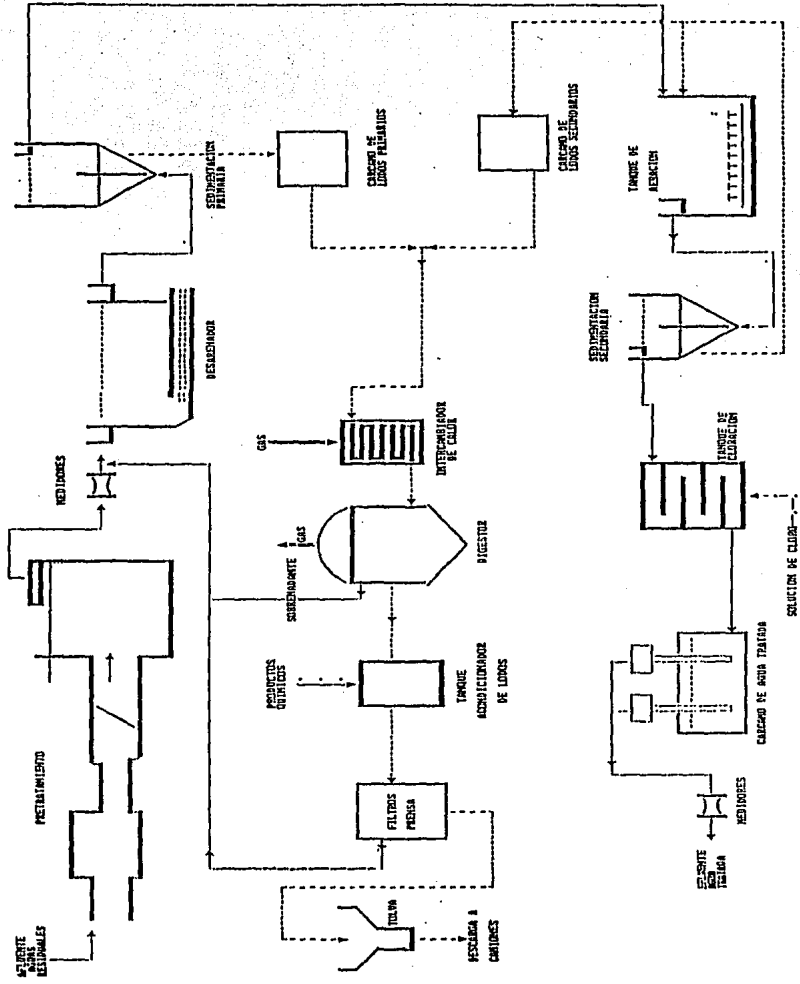 AFLUENTE
AGUAS
RESIDUALES
PRETRATAMIENTO
MEDIDORES
DESARENADOR
SEDIMENTACION
PRIMARIA
CARCAMO DE
LODOS PRIMARIOS
CARCAMO DE
LODOS SECUNDARIOS
TANQUE DE
AERACION
TTTTTTTTT
SEDIMENTACION
SECUNDARIA
GAS
INTERCAMBIADOR
DE CALOR
GAS
SOBRENADANTE
DIGESTOR
PRODUCTOS
QUIMICOS
TANQUE
ACONDICIONADOR
DE LODOS
FILTROS
PRENSA
TOLVA
DESCARGA A
CAMIONES
TANQUE DE
CLORACION
SOLUCION DE CLORO
CARCAMO DE AGUA TRATADA
MEDIDORES
EFLUENTE
AGUA
TRATADA